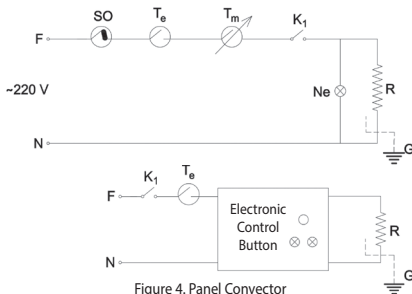 SO Te Tm K1
F
~220 V
Ne R
N
G
K1 Te
F
Electronic
Control
Button
R
N
G
Figure 4. Panel Convector